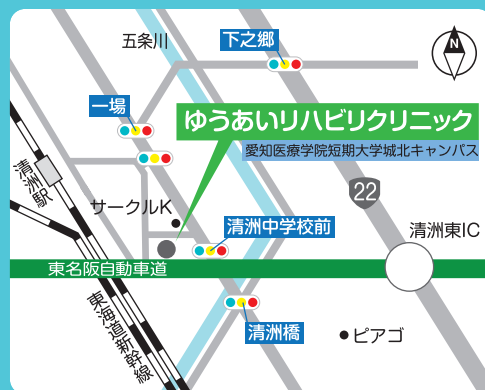 五条川
下之郷
N
一場
ゆうあいリハビリクリニック
愛知医療学院短期大学城北キャンパス
清洲駅
22
サークルK
清洲中学校前
清洲東IC
東名阪自動車道
東海道新幹線
清洲橋
ピアゴ